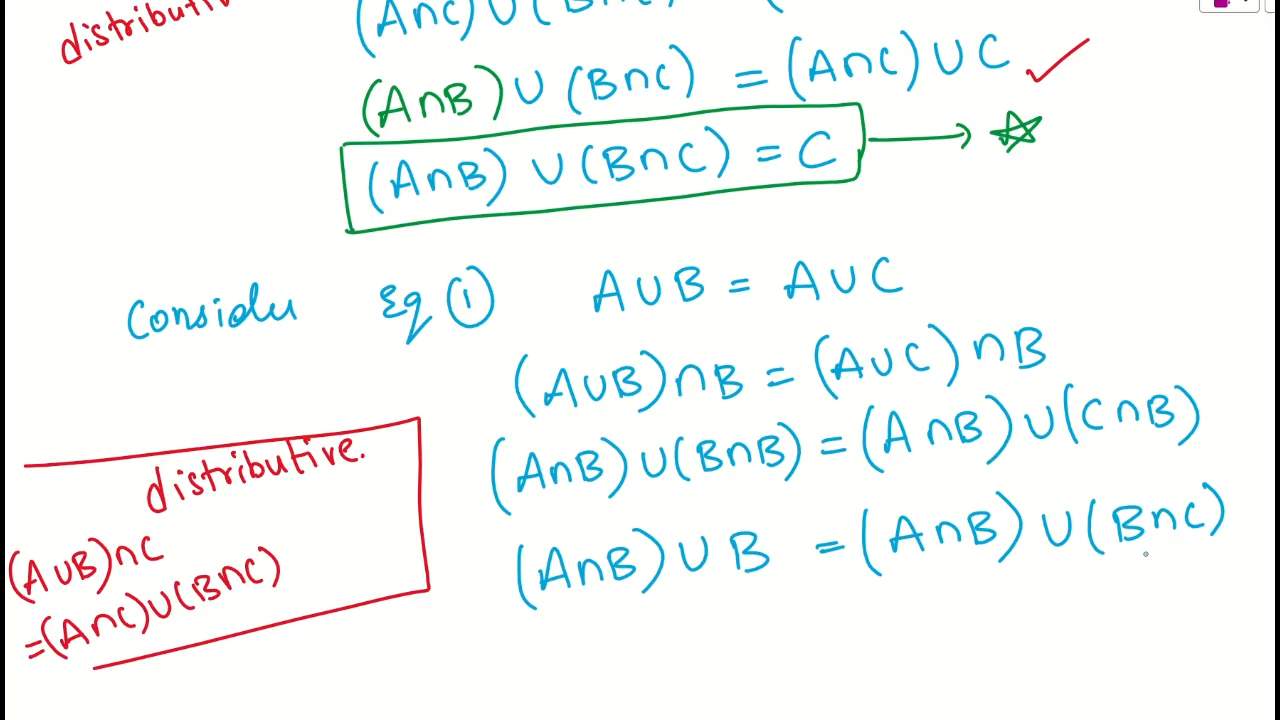 distributiv
(A∩C)∪(B∩C)
(A∩B)∪(B∩C) = (A∩C)∪C
(A∩B)∪(B∩C) = C
Consider Eq ① A∪B = A∪C
(A∪B)∩B = (A∪C)∩B
(A∩B)∪(B∩B) = (A∩B)∪(C∩B)
(A∩B)∪B = (A∩B)∪(B∩C)
distributive.
(A∪B)∩C
=(A∩C)∪(B∩C)